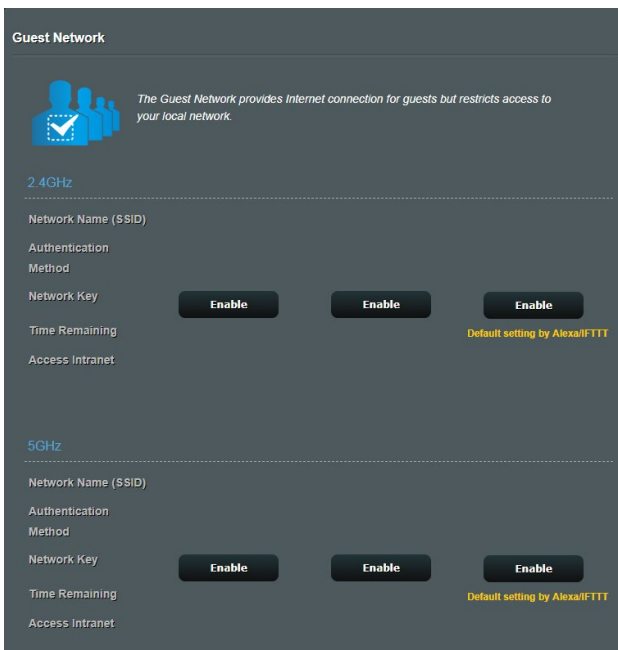 Guest Network
The Guest Network provides Internet connection for guests but restricts access to
your local network.
2.4GHz
Network Name (SSID)
Authentication
Method
Network Key
Enable Enable Enable
Time Remaining
Default setting by Alexa/IFTTT
Access Intranet
5GHz
Network Name (SSID)
Authentication
Method
Network Key
Enable Enable Enable
Time Remaining
Default setting by Alexa/IFTTT
Access Intranet